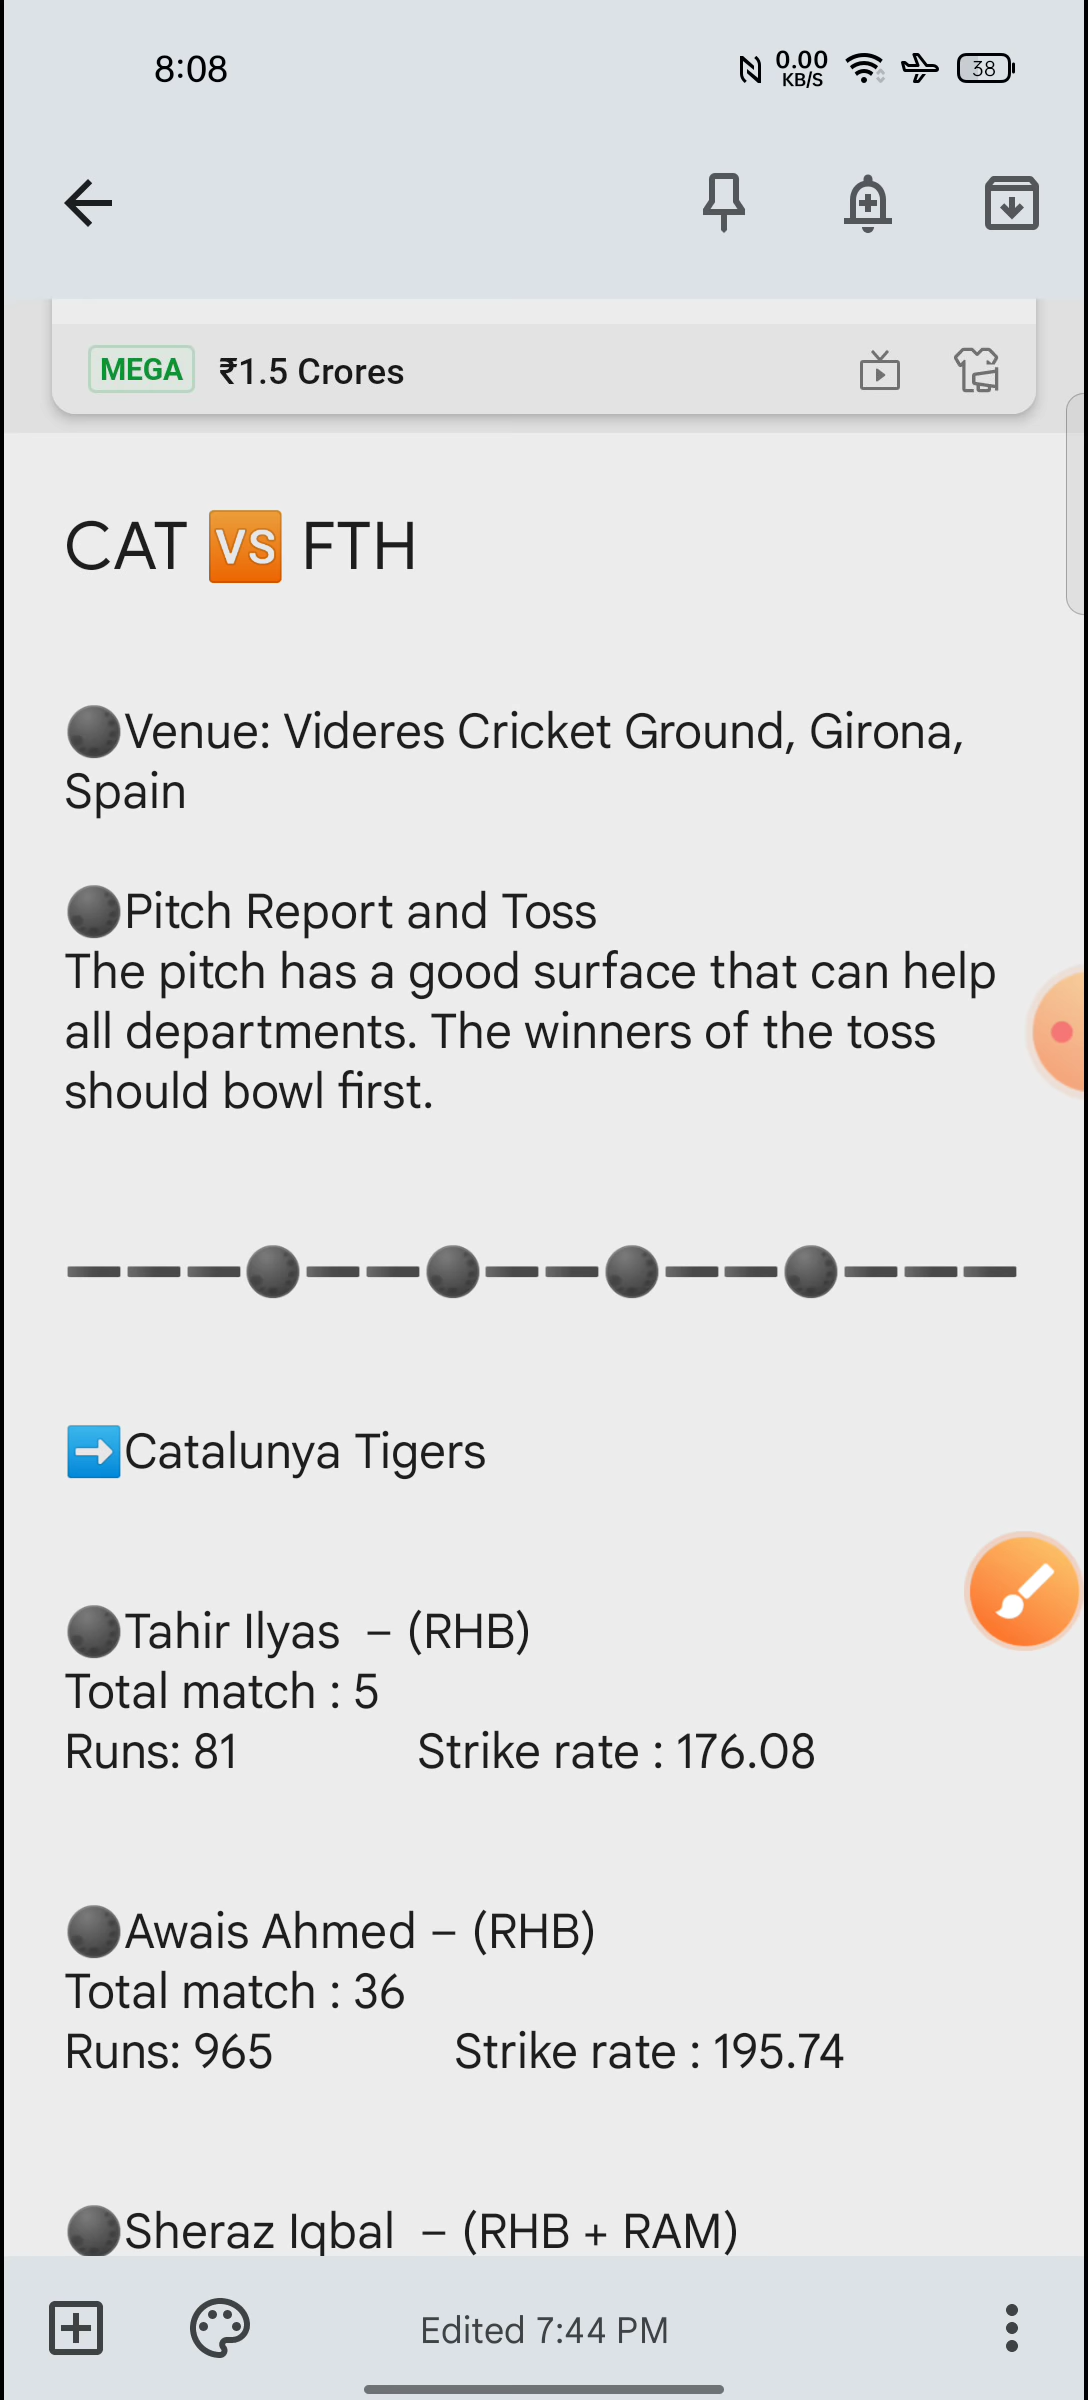 8:08
0.00
KB/S
38
MEGA ₹1.5 Crores
CAT 🆚 FTH
🌑Venue: Videres Cricket Ground, Girona,
Spain
🌑Pitch Report and Toss
The pitch has a good surface that can help
all departments. The winners of the toss
should bowl first.
➖➖➖🌑➖➖🌑➖➖🌑➖➖🌑➖➖➖
➡️Catalunya Tigers
🌑Tahir Ilyas – (RHB)
Total match : 5
Runs: 81 Strike rate : 176.08
🌑Awais Ahmed – (RHB)
Total match : 36
Runs: 965 Strike rate : 195.74
🌑Sheraz Iqbal – (RHB + RAM)
Edited 7:44 PM